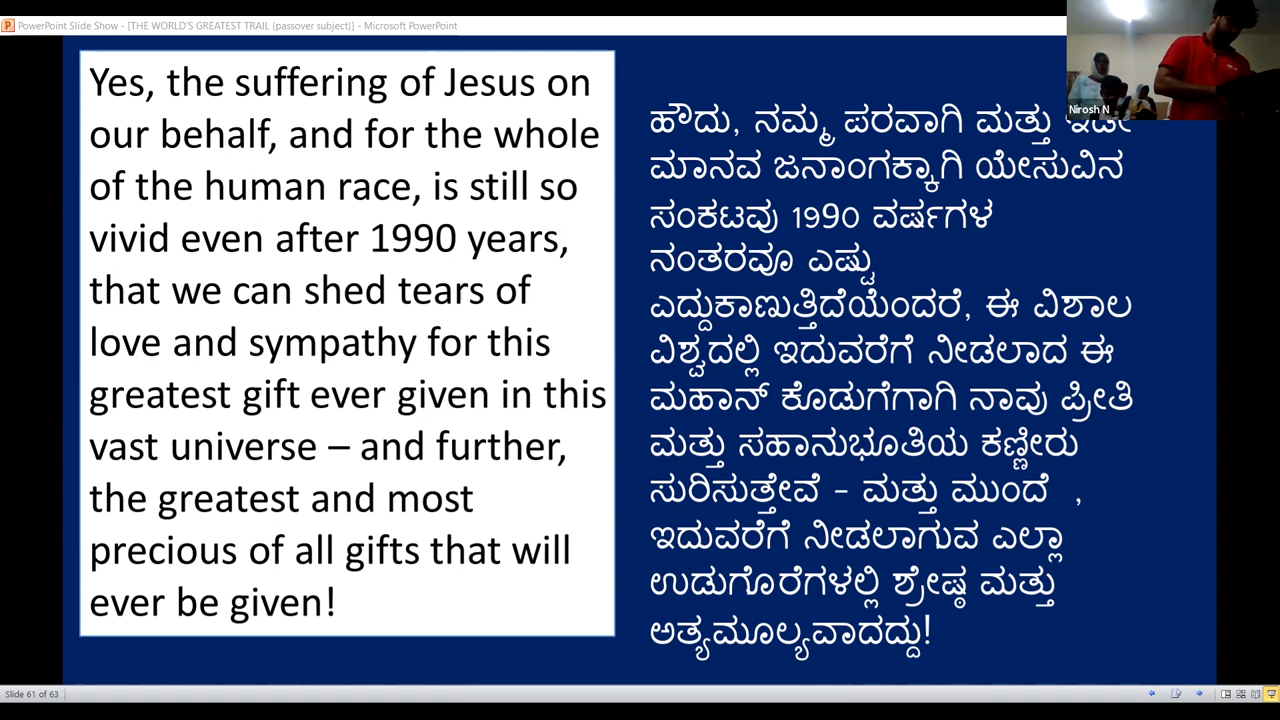 PowerPoint Slide Show - [THE WORLD'S GREATEST TRAIL (passover subject)] - Microsoft PowerPoint
Yes, the suffering of Jesus on
our behalf, and for the whole
of the human race, is still so
vivid even after 1990 years,
that we can shed tears of
love and sympathy for this
greatest gift ever given in this
vast universe – and further,
the greatest and most
precious of all gifts that will
ever be given!
ಹೌದು, ನಮ್ಮ ಪರವಾಗಿ ಮತ್ತು
ಮಾನವ ಜನಾಂಗಕ್ಕಾಗಿ ಯೇಸುವಿನ
ಸಂಕಟವು 1990 ವರ್ಷಗಳ
ನಂತರವೂ ಎಷ್ಟು
ಎದ್ದುಕಾಣುತ್ತಿದೆಯೆಂದರೆ, ಈ ವಿಶಾಲ
ವಿಶ್ವದಲ್ಲಿ ಇದುವರೆಗೆ ನೀಡಲಾದ ಈ
ಮಹಾನ್ ಕೊಡುಗೆಗಾಗಿ ನಾವು ಪ್ರೀತಿ
ಮತ್ತು ಸಹಾನುಭೂತಿಯ ಕಣ್ಣೀರು
ಸುರಿಸುತ್ತೇವೆ - ಮತ್ತು ಮುಂದೆ ,
ಇದುವರೆಗೆ ನೀಡಲಾಗುವ ಎಲ್ಲಾ
ಉಡುಗೊರೆಗಳಲ್ಲಿ ಶ್ರೇಷ್ಠ ಮತ್ತು
ಅತ್ಯಮೂಲ್ಯವಾದದ್ದು!
Nirosh N
Slide 61 of 63